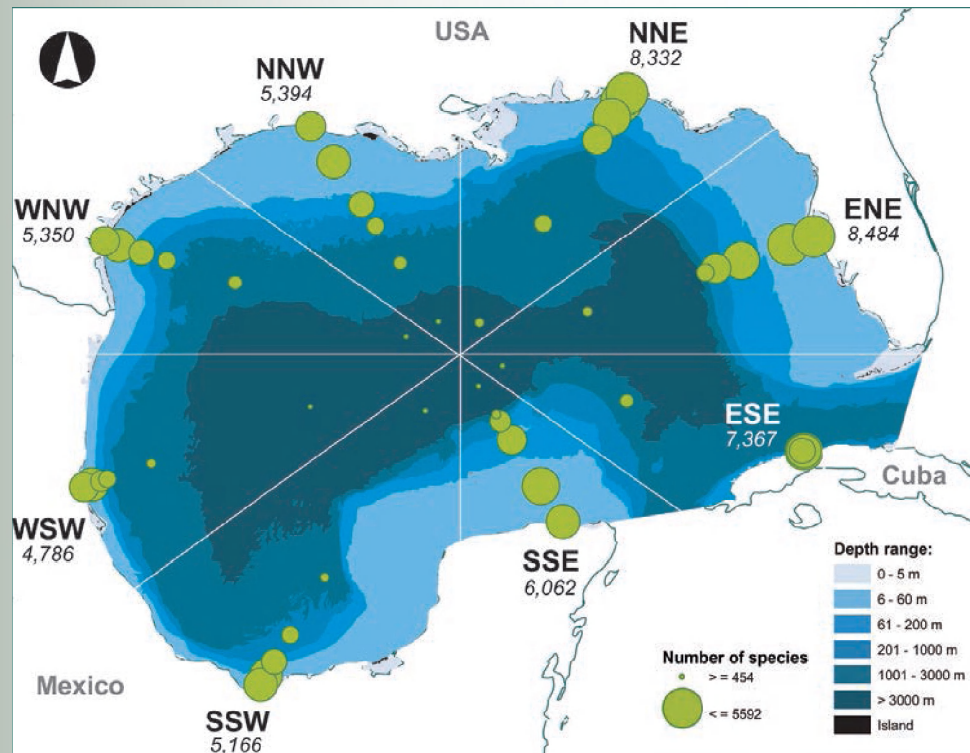 USA
NNE
8,332
NNW
5,394
WNW
5,350
ENE
8,484
ESE
7,367
Cuba
WSW
4,786
SSE
6,062
Mexico
SSW
5,166
Number of species
> = 454
< = 5592
Depth range:
0 - 5 m
6 - 60 m
61 - 200 m
201 - 1000 m
1001 - 3000 m
> 3000 m
Island